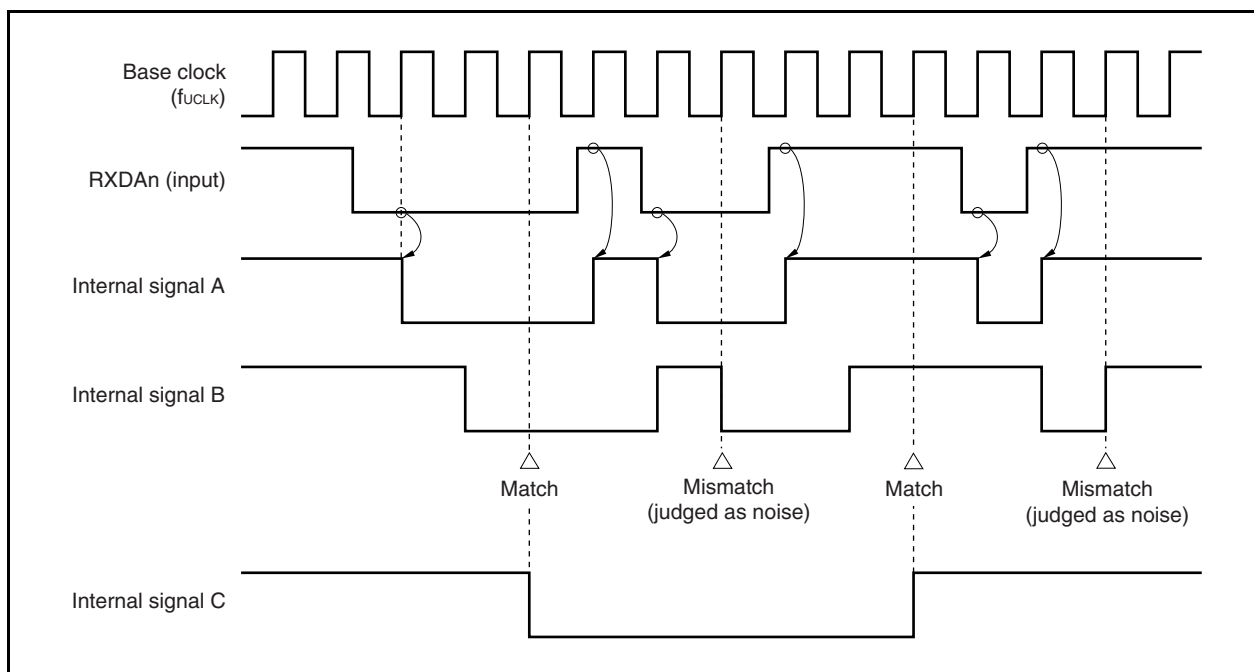 Base clock
(fUCLK)
RXDAn (input)
Internal signal A
Internal signal B
Match
Mismatch
(judged as noise)
Match
Mismatch
(judged as noise)
Internal signal C